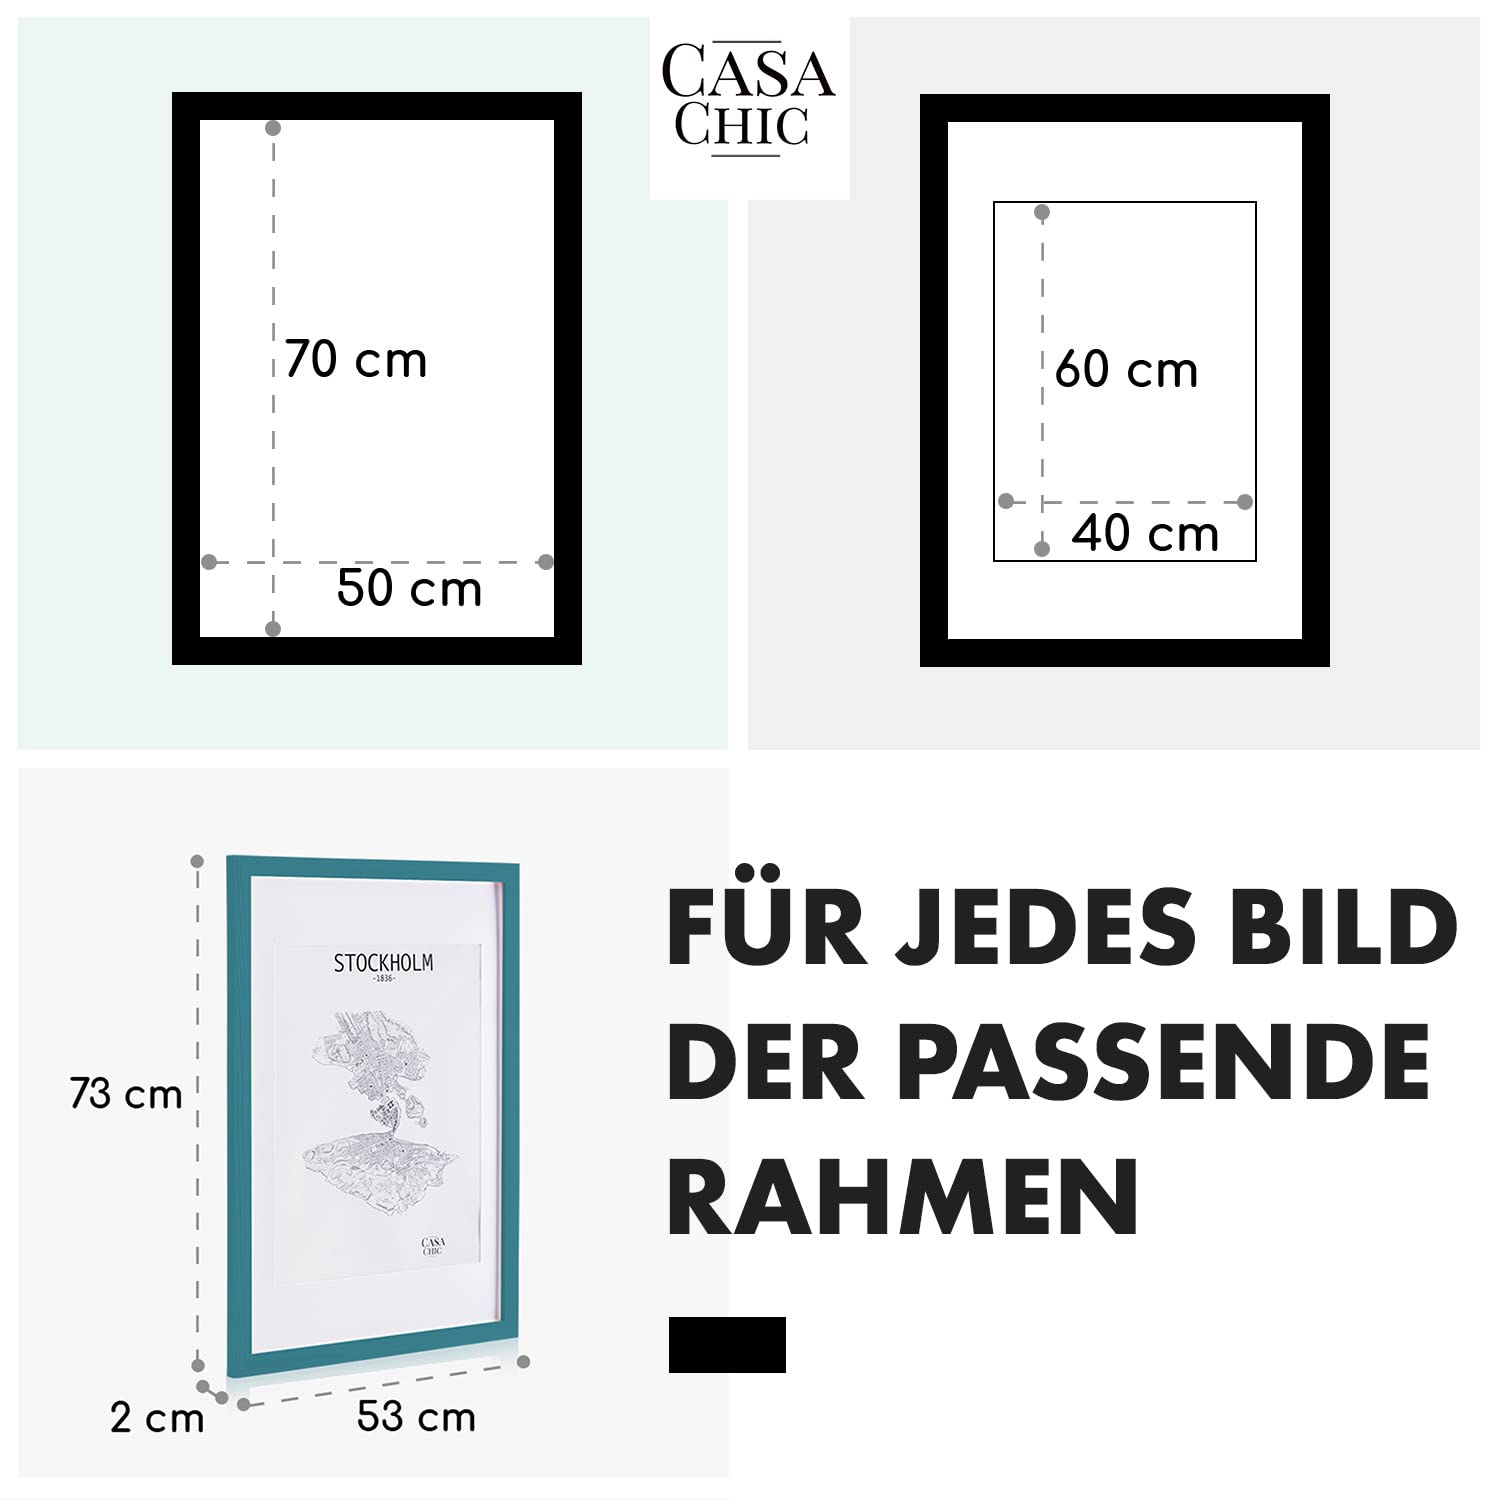 CASA
CHIC
70 cm
50 cm
60 cm
40 cm
STOCKHOLM
-1836-
CASA
CHIC
73 cm
2 cm
53 cm
FÜR JEDES BILD
DER PASSENDE
RAHMEN